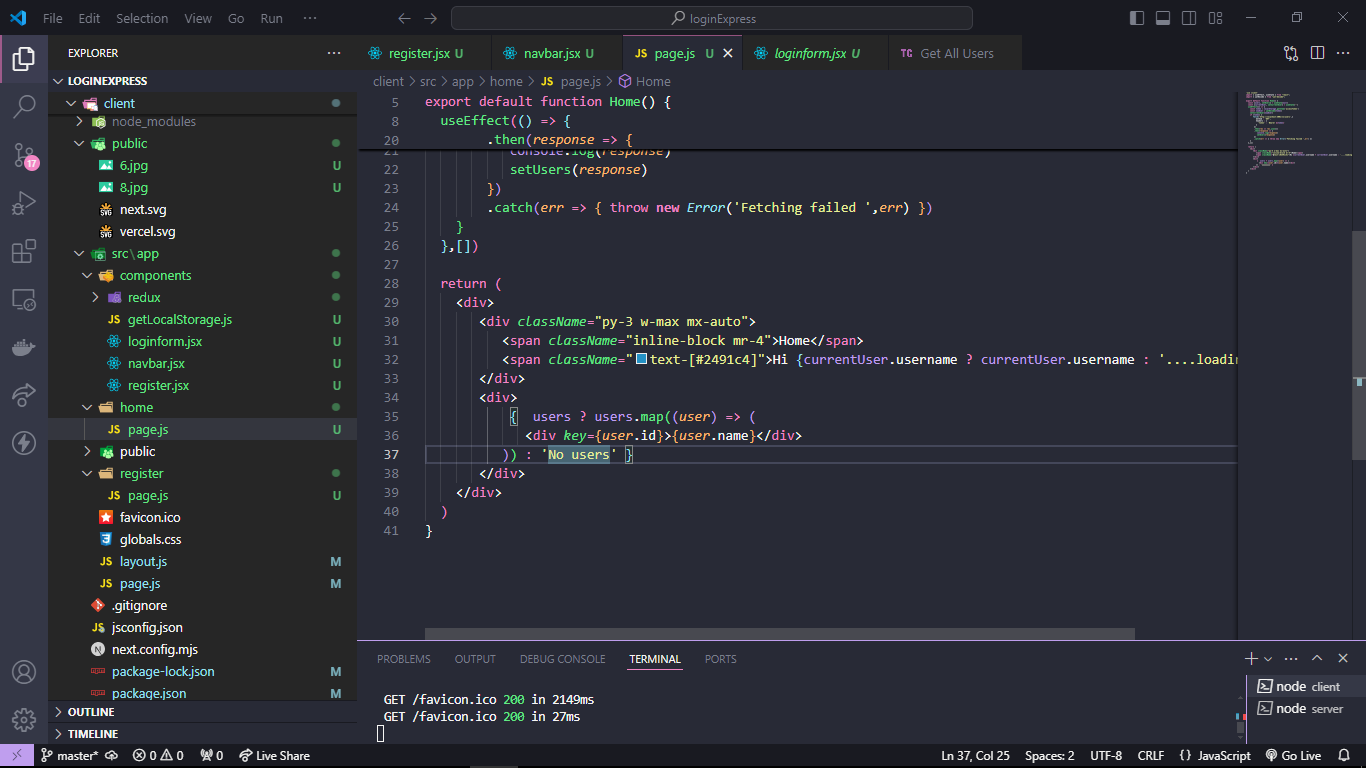 File Edit Selection View Go Run ··· loginExpress
EXPLORER ···
LOGINEXPRESS
client
node_modules
public
6.jpg U
8.jpg U
next.svg
vercel.svg
src\app
components
redux
getLocalStorage.js U
loginform.jsx U
navbar.jsx U
register.jsx U
home
page.js U
public
register
page.js U
favicon.ico
globals.css
layout.js M
page.js M
.gitignore
jsconfig.json
next.config.mjs
package-lock.json M
package.json M
OUTLINE
TIMELINE
17
register.jsx U navbar.jsx U JS page.js U loginform.jsx U TC Get All Users
client > src > app > home > JS page.js > Home
5 export default function Home() {
8 useEffect(() => {
20 .then(response => {
21 console.log(response)
22 setUsers(response)
23 })
24 .catch(err => { throw new Error('Fetching failed ',err) })
25 }
26 },[])
27
28 return (
29 <div>
30 <div className="py-3 w-max mx-auto">
31 <span className="inline-block mr-4">Home</span>
32 <span className="text-[#2491c4]">Hi {currentUser.username ? currentUser.username : '....loadin
33 </div>
34 <div>
35 { users ? users.map((user) => (
36 <div key={user.id}>{user.name}</div>
37 )) : 'No users' }
38 </div>
39 </div>
40 )
41 }
PROBLEMS OUTPUT DEBUG CONSOLE TERMINAL PORTS
GET /favicon.ico 200 in 2149ms
GET /favicon.ico 200 in 27ms
node client
node server
master* 0 0 0 Live Share Ln 37, Col 25 Spaces: 2 UTF-8 CRLF {} JavaScript Go Live